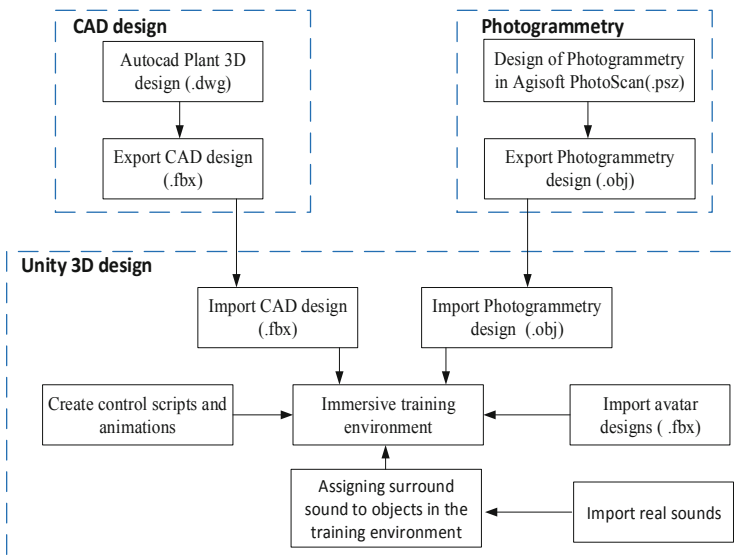 CAD design
Autocad Plant 3D
design (.dwg)
Export CAD design
(.fbx)
Photogrammetry
Design of Photogrammetry
in Agisoft PhotoScan(.psz)
Export Photogrammetry
design (.obj)
Unity 3D design
Import CAD design
(.fbx)
Import Photogrammetry
design (.obj)
Create control scripts and
animations
Immersive training
environment
Import avatar
designs ( .fbx)
Assigning surround
sound to objects in the
training environment
Import real sounds